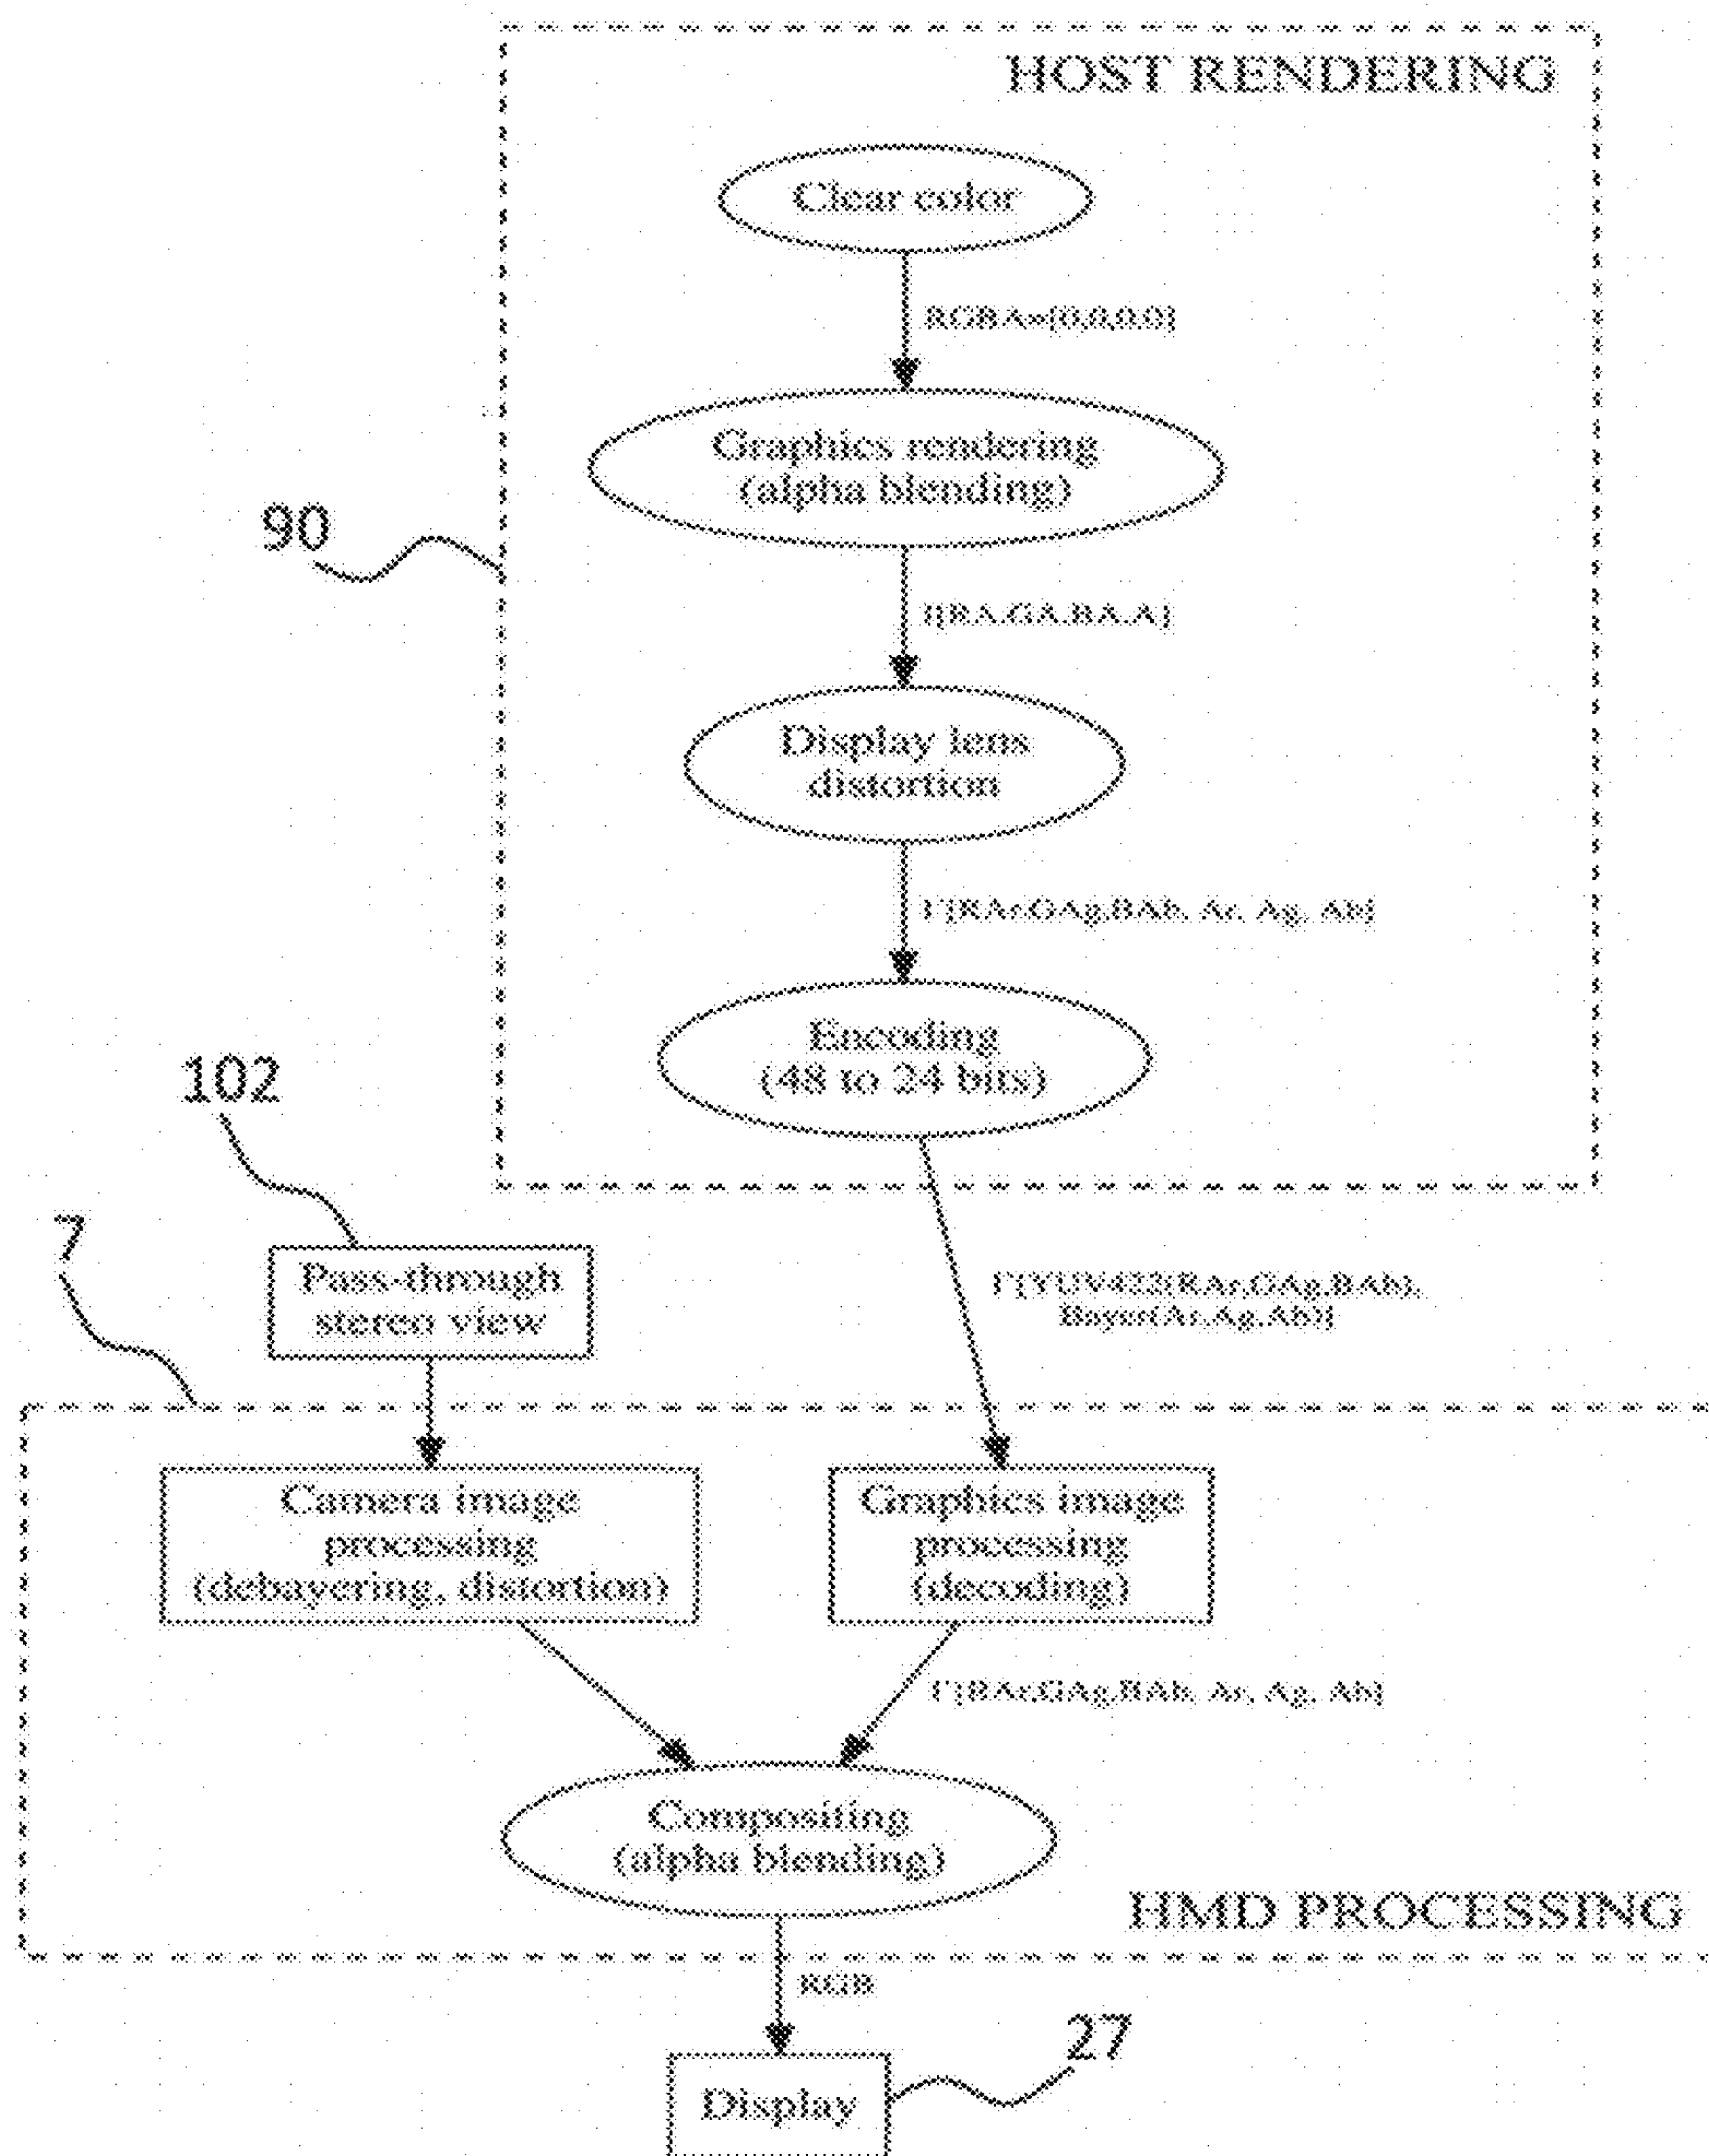 HOST RENDERING
Clear color
RGBA=[0,0,0,0]
Graphics rendering
(alpha blending)
90
I[RA,GA,BA,A]
Display lens
distortion
I'[RAr,GAg,BAb, Ar, Ag, Ab]
Encoding
(48 to 24 bits)
102
7
Pass-through
stereo view
I'[YUV422(RAr,GAg,BAb),
Bayer(Ar,Ag,Ab)]
Camera image
processing
(debayering, distortion)
Graphics image
processing
(decoding)
I'[RAr,GAg,BAb, Ar, Ag, Ab]
Compositing
(alpha blending)
HMD PROCESSING
RGB
27
Display